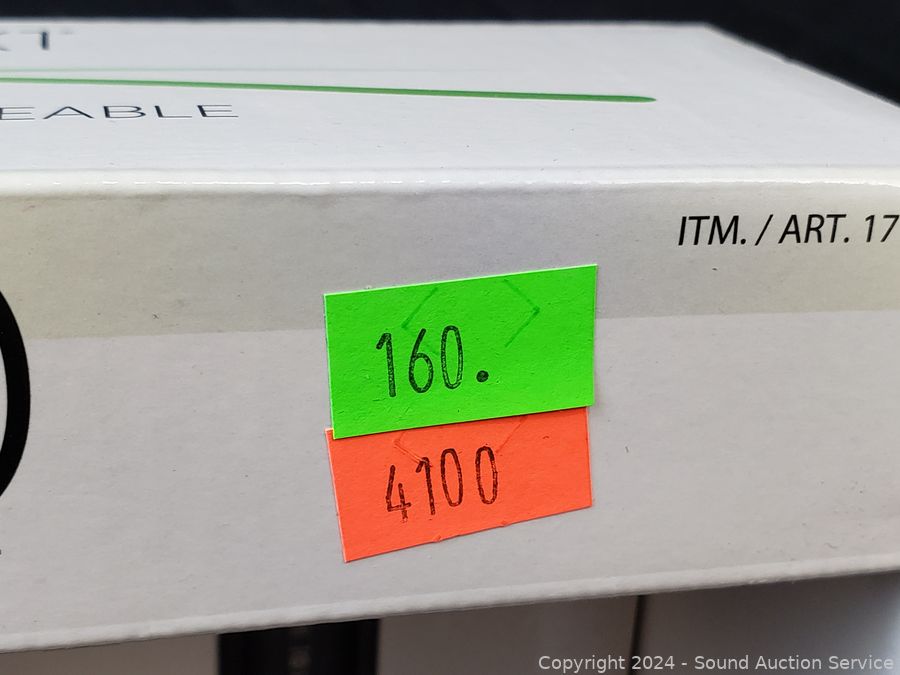 EABLE
ITM. / ART. 17
160.
4100
Copyright 2024 - Sound Auction Service